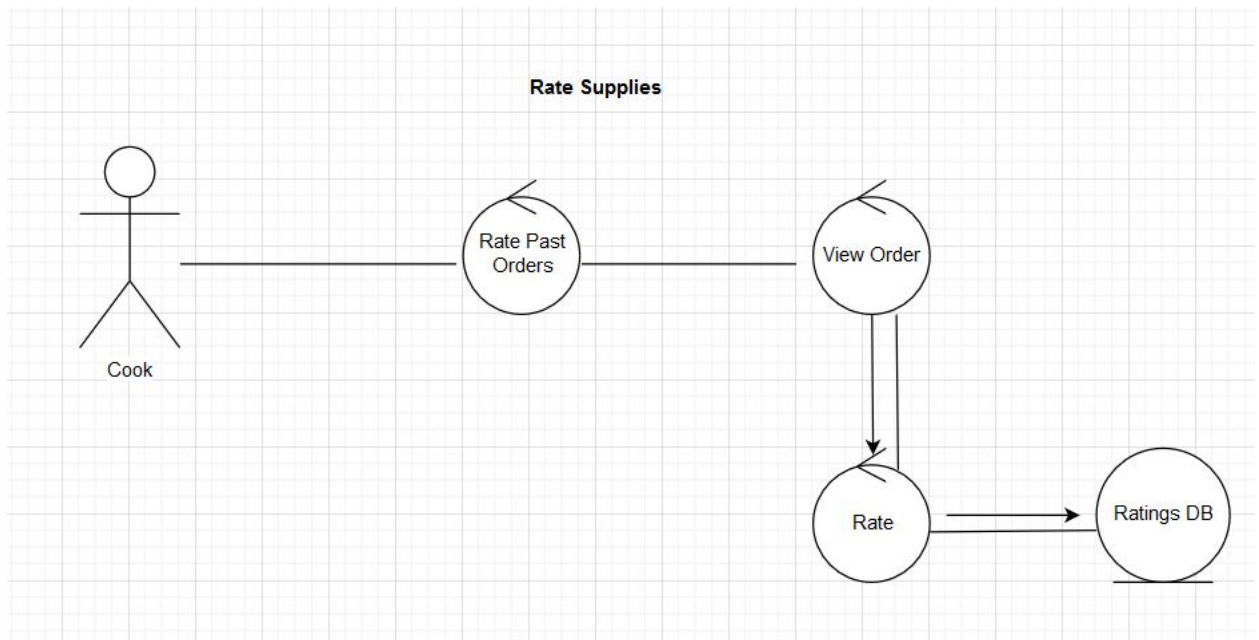 Rate Supplies
Rate Past
Orders
View Order
Cook
Rate
Ratings DB